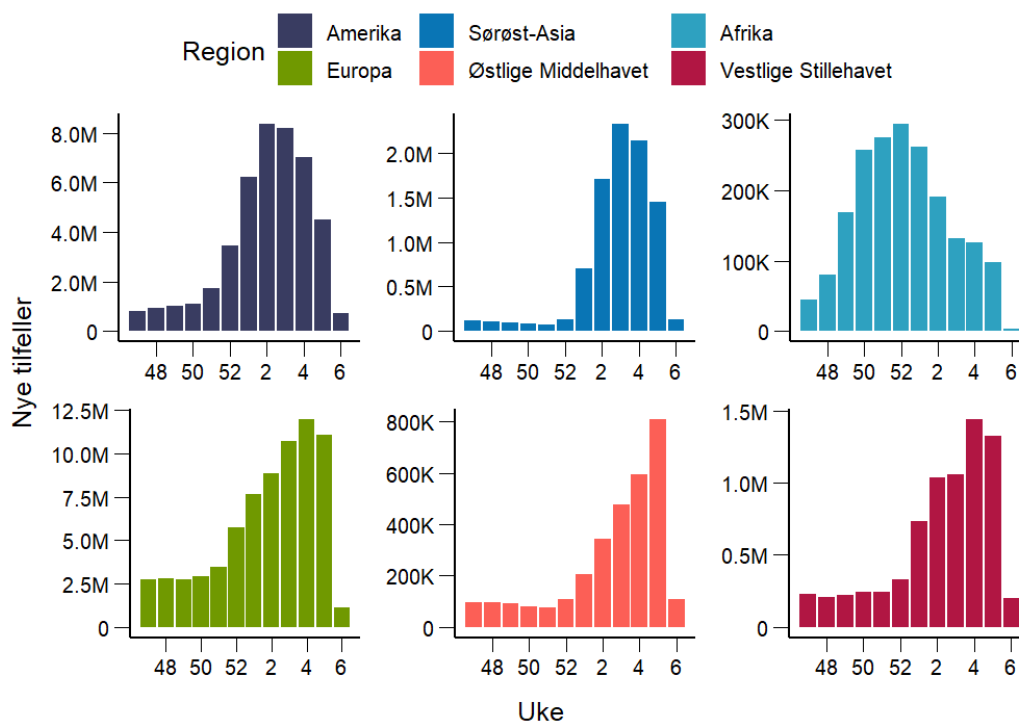 Region
Amerika
Sørøst-Asia
Afrika
Europa
Østlige Middelhavet
Vestlige Stillehavet
Nye tilfeller
8.0M
6.0M
4.0M
2.0M
0
48 50 52 2 4 6
2.0M
1.5M
1.0M
0.5M
0
48 50 52 2 4 6
300K
200K
100K
0
48 50 52 2 4 6
12.5M
10.0M
7.5M
5.0M
2.5M
0
48 50 52 2 4 6
800K
600K
400K
200K
0
48 50 52 2 4 6
1.5M
1.0M
0.5M
0
48 50 52 2 4 6
Uke